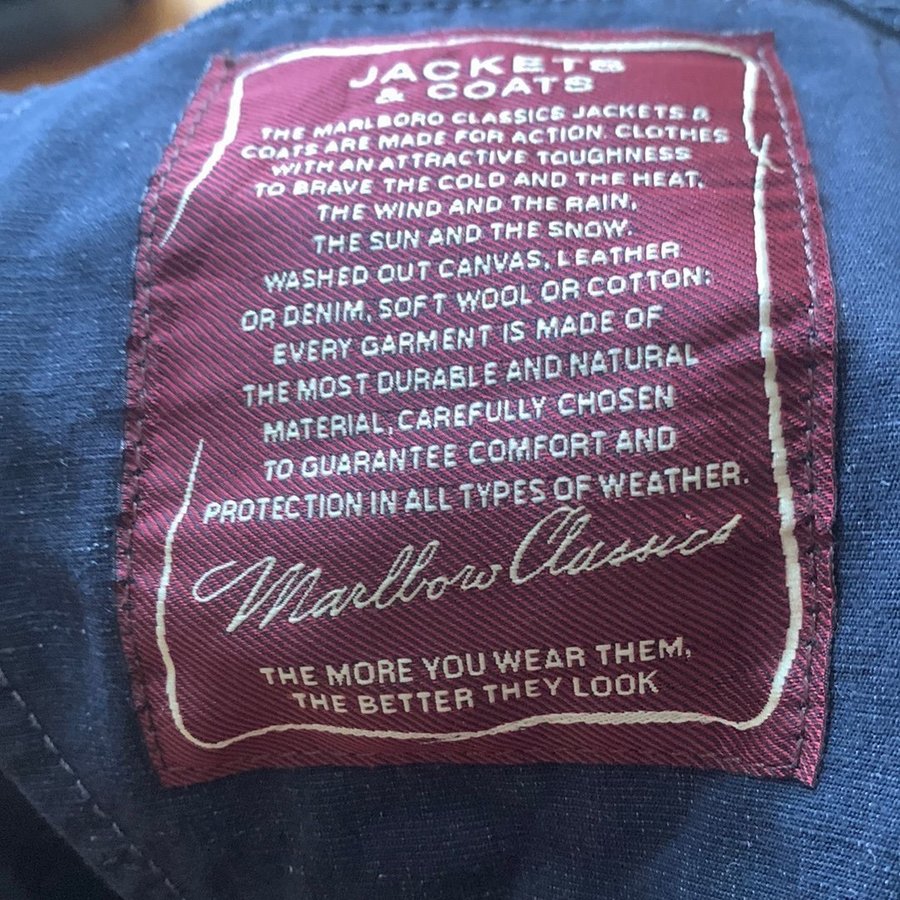 JACKETS
& COATS
THE MARLBORO CLASSICS JACKETS &
COATS ARE MADE FOR ACTION. CLOTHES
WITH AN ATTRACTIVE TOUGHNESS
TO BRAVE THE COLD AND THE HEAT,
THE WIND AND THE RAIN,
THE SUN AND THE SNOW.
WASHED OUT CANVAS, LEATHER
OR DENIM, SOFT WOOL OR COTTON:
EVERY GARMENT IS MADE OF
THE MOST DURABLE AND NATURAL
MATERIAL, CAREFULLY CHOSEN
TO GUARANTEE COMFORT AND
PROTECTION IN ALL TYPES OF WEATHER.
Marlboro Classics
THE MORE YOU WEAR THEM,
THE BETTER THEY LOOK